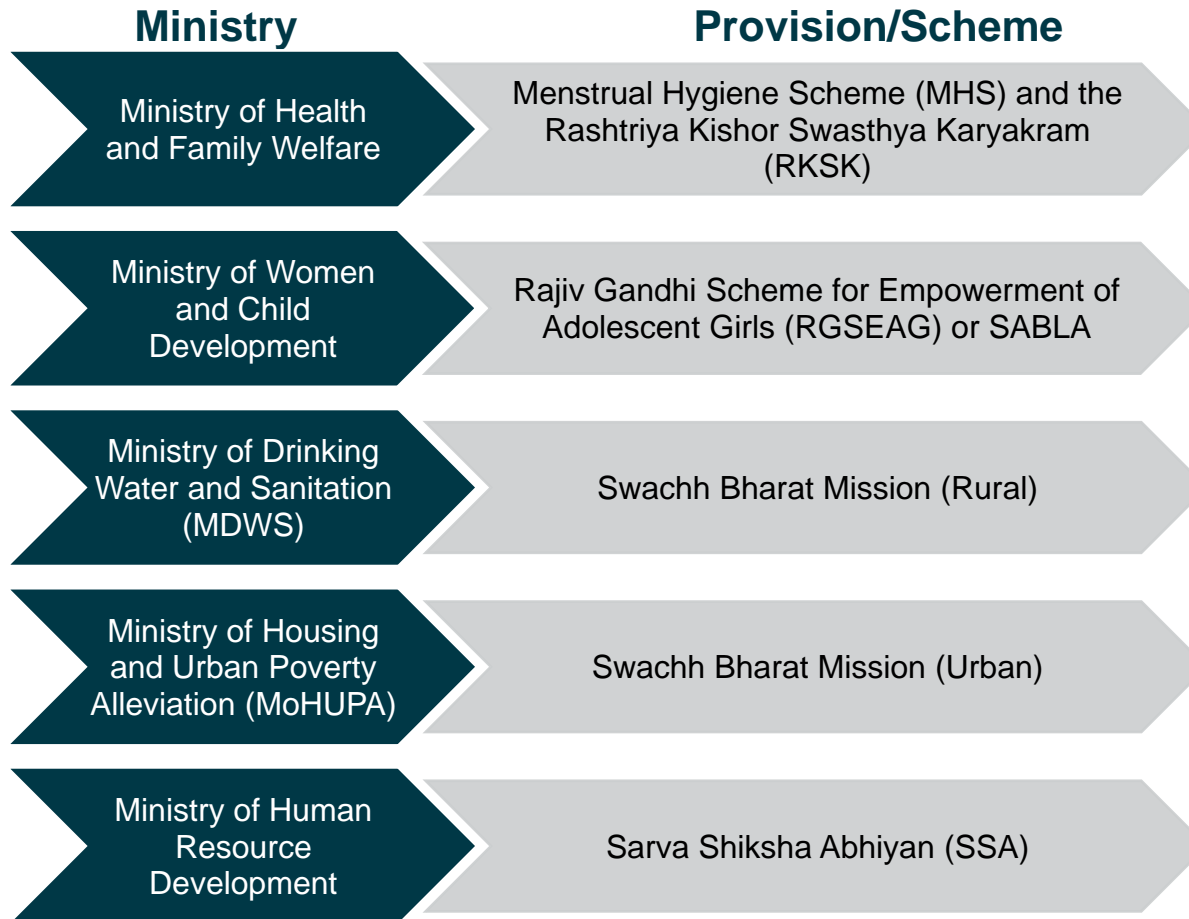 Ministry
Provision/Scheme
Ministry of Health
and Family Welfare
Menstrual Hygiene Scheme (MHS) and the
Rashtriya Kishor Swasthya Karyakram
(RKSK)
Ministry of Women
and Child
Development
Rajiv Gandhi Scheme for Empowerment of
Adolescent Girls (RGSEAG) or SABLA
Ministry of Drinking
Water and Sanitation
(MDWS)
Swachh Bharat Mission (Rural)
Ministry of Housing
and Urban Poverty
Alleviation (MoHUPA)
Swachh Bharat Mission (Urban)
Ministry of Human
Resource
Development
Sarva Shiksha Abhiyan (SSA)